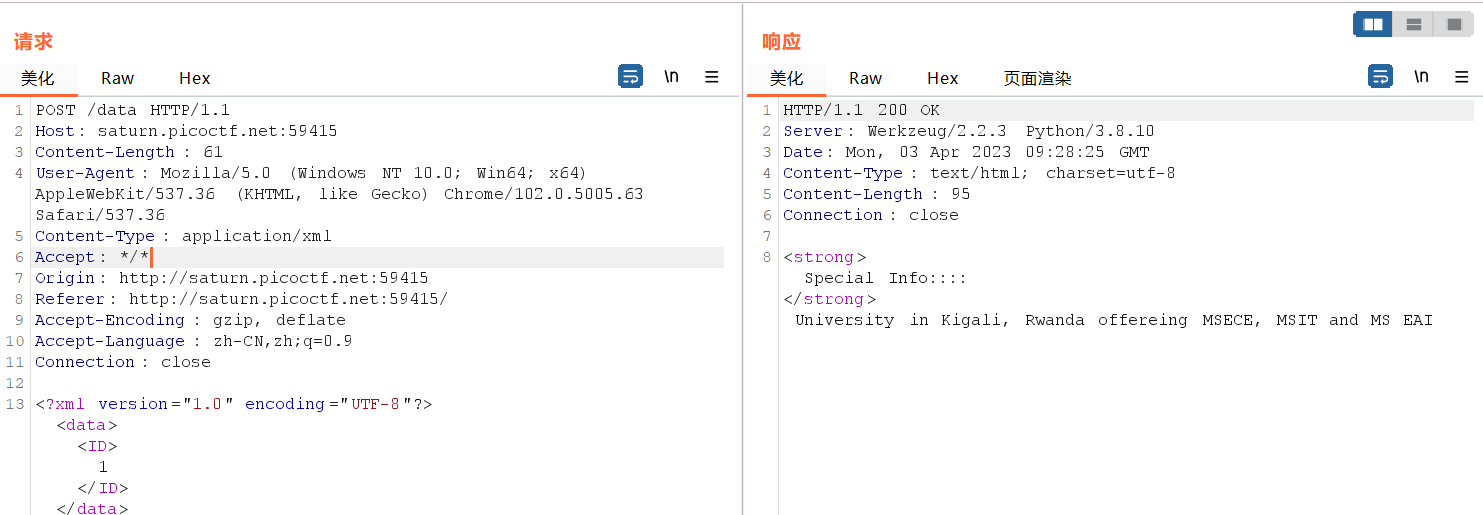 请求
美化 Raw Hex \n
1 POST /data HTTP/1.1
2 Host: saturn.picoctf.net:59415
3 Content-Length : 61
4 User-Agent : Mozilla/5.0 (Windows NT 10.0; Win64; x64)
AppleWebKit/537.36 (KHTML, like Gecko) Chrome/102.0.5005.63
Safari/537.36
5 Content-Type : application/xml
6 Accept : */*
7 Origin : http://saturn.picoctf.net:59415
8 Referer : http://saturn.picoctf.net:59415/
9 Accept-Encoding : gzip, deflate
10 Accept-Language : zh-CN,zh;q=0.9
11 Connection : close
12
13 <?xml version ="1.0" encoding ="UTF-8"?>
<data>
<ID>
1
</ID>
</data>
响应
美化 Raw Hex 页面渲染 \n
1 HTTP/1.1 200 OK
2 Server : Werkzeug/2.2.3 Python/3.8.10
3 Date : Mon, 03 Apr 2023 09:28:25 GMT
4 Content-Type : text/html; charset=utf-8
5 Content-Length : 95
6 Connection : close
7
8 <strong>
Special Info::::
</strong>
University in Kigali, Rwanda offereing MSECE, MSIT and MS EAI